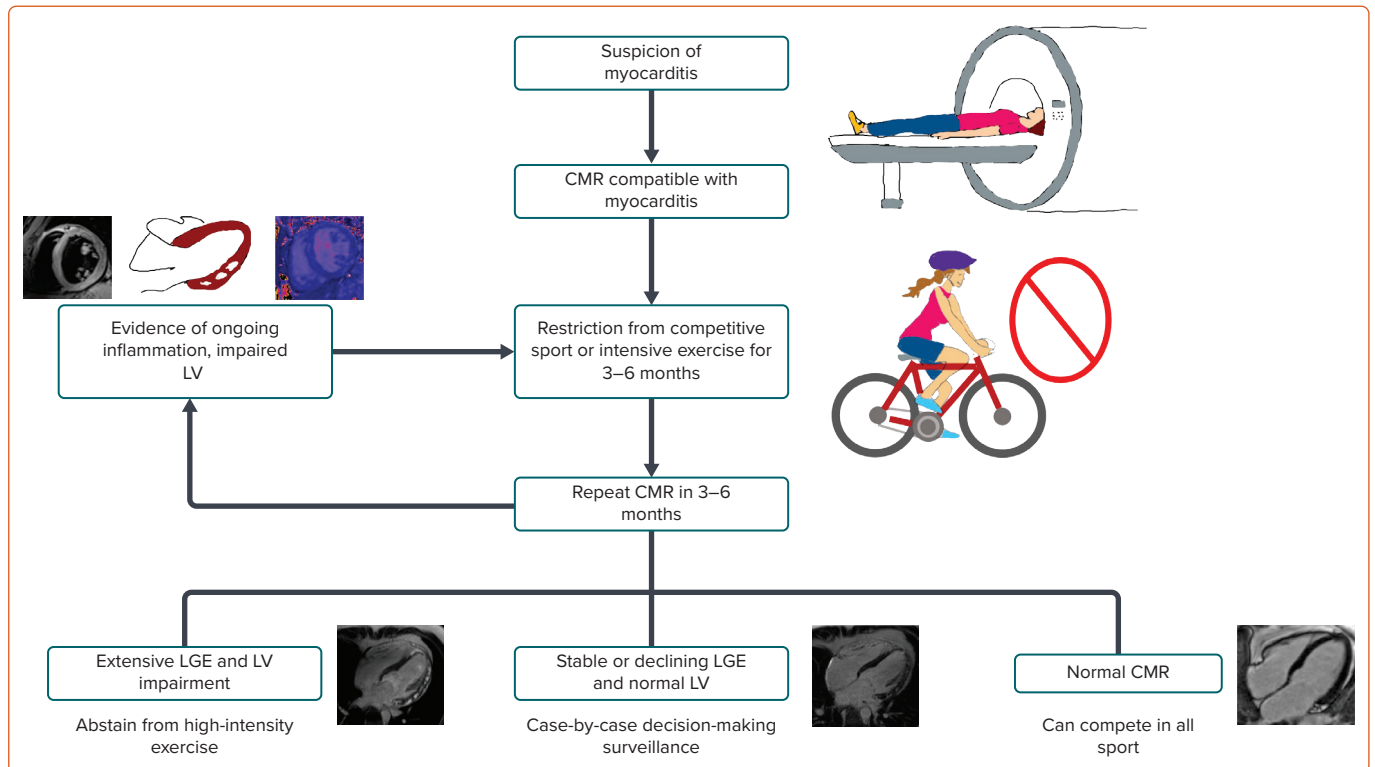 Suspicion of
myocarditis
CMR compatible with
myocarditis
Evidence of ongoing
inflammation, impaired
LV
Restriction from competitive
sport or intensive exercise for
3–6 months
Repeat CMR in 3–6
months
Extensive LGE and LV
impairment
Abstain from high-intensity
exercise
Stable or declining LGE
and normal LV
Case-by-case decision-making
surveillance
Normal CMR
Can compete in all
sport